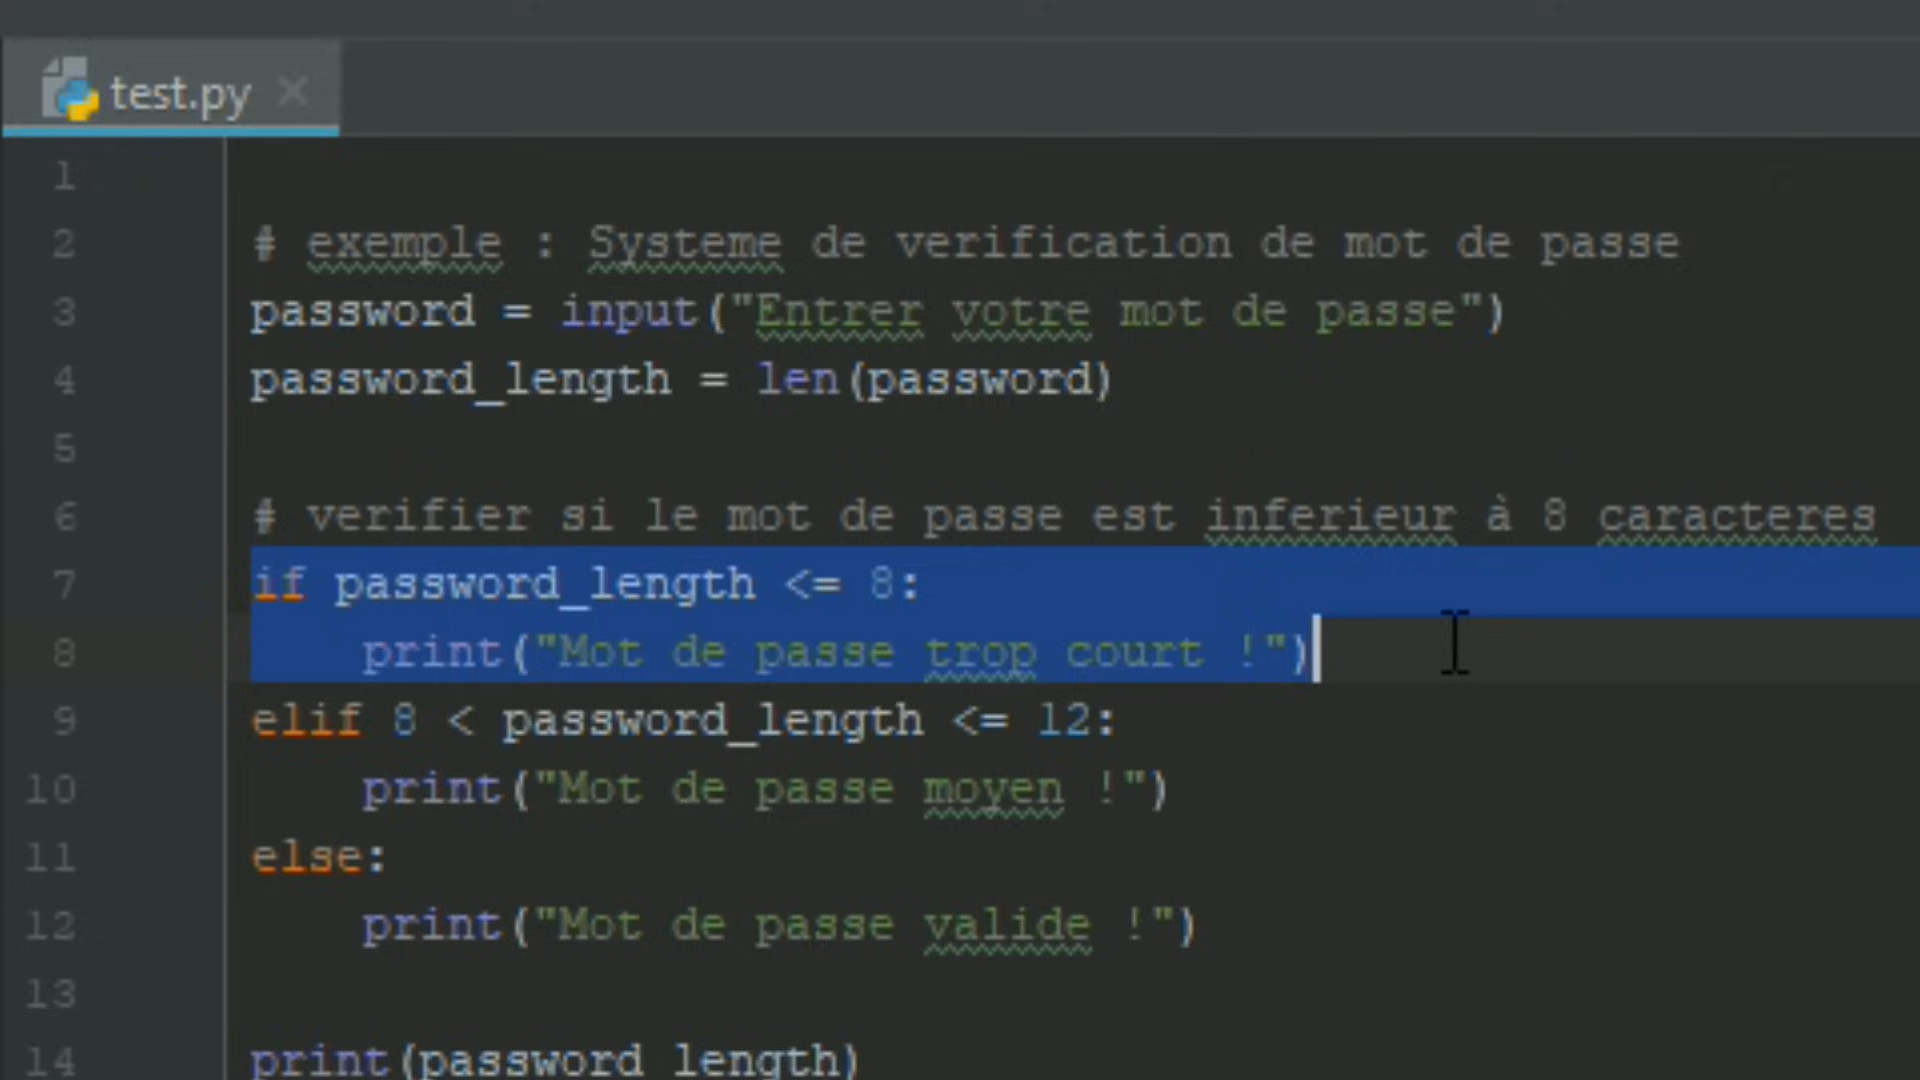 test.py
1
2 # exemple : Systeme de verification de mot de passe
3 password = input("Entrer votre mot de passe")
4 password_length = len(password)
5
6 # verifier si le mot de passe est inferieur à 8 caracteres
7 if password_length <= 8:
8     print("Mot de passe trop court !")
9 elif 8 < password_length <= 12:
10     print("Mot de passe moyen !")
11 else:
12     print("Mot de passe valide !")
13
14 print(password_length)